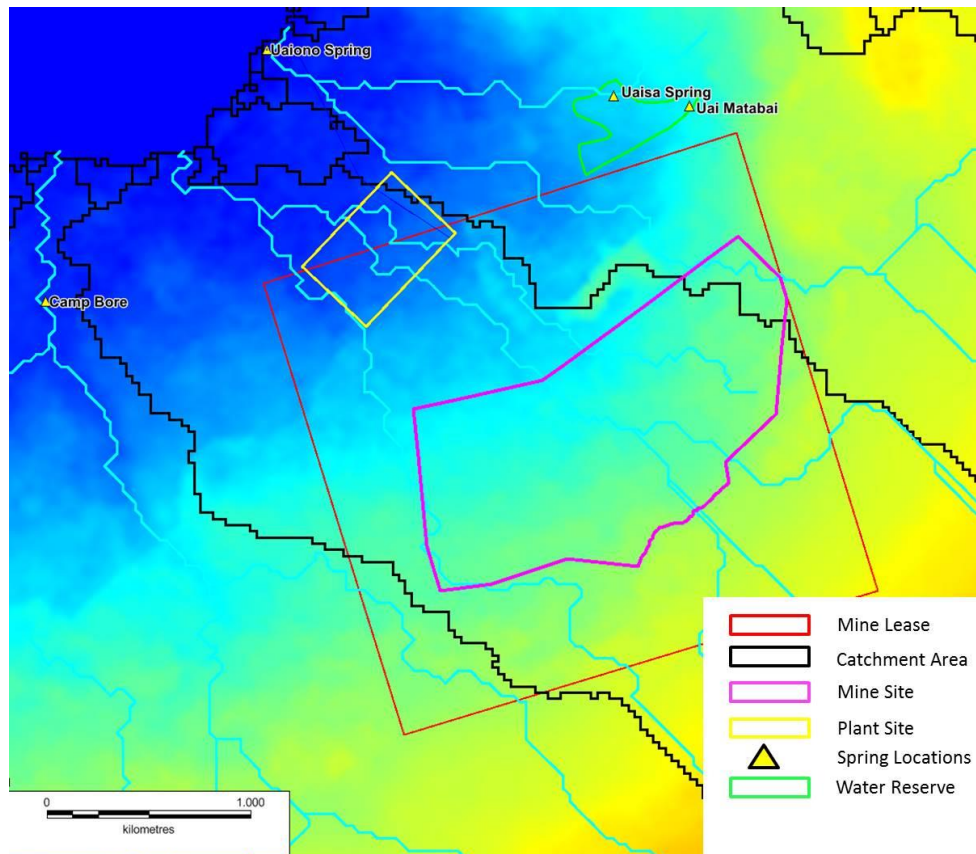 Uaiono Spring
Uaisa Spring
Uai Matabai
Camp Bore
Mine Lease
Catchment Area
Mine Site
Plant Site
Spring Locations
Water Reserve
0 1.000
kilometres